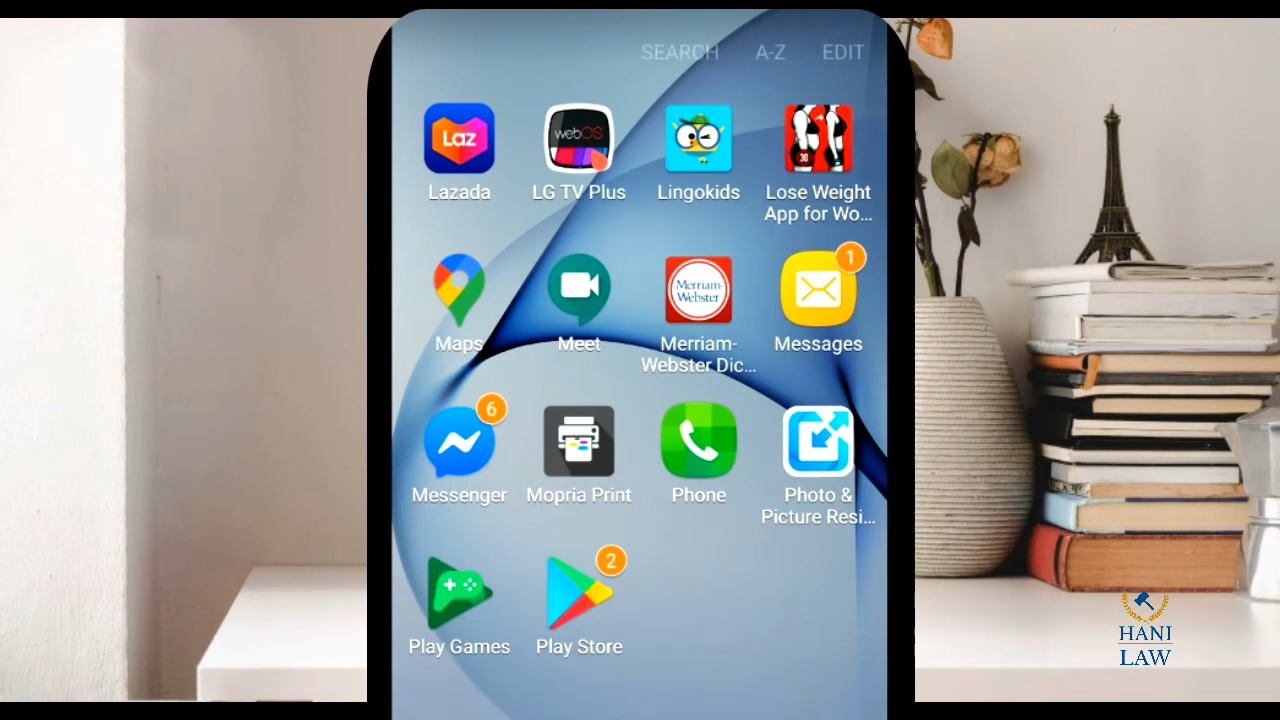 SEARCH A-Z EDIT
Laz
webOS
30
Lazada LG TV Plus Lingokids Lose Weight
App for Wo...
Merriam-
Webster
1
Maps Meet Merriam- Messages
Webster Dic...
6
Messenger Mopria Print Phone Photo &
Picture Resi...
2
Play Games Play Store
HANI
LAW